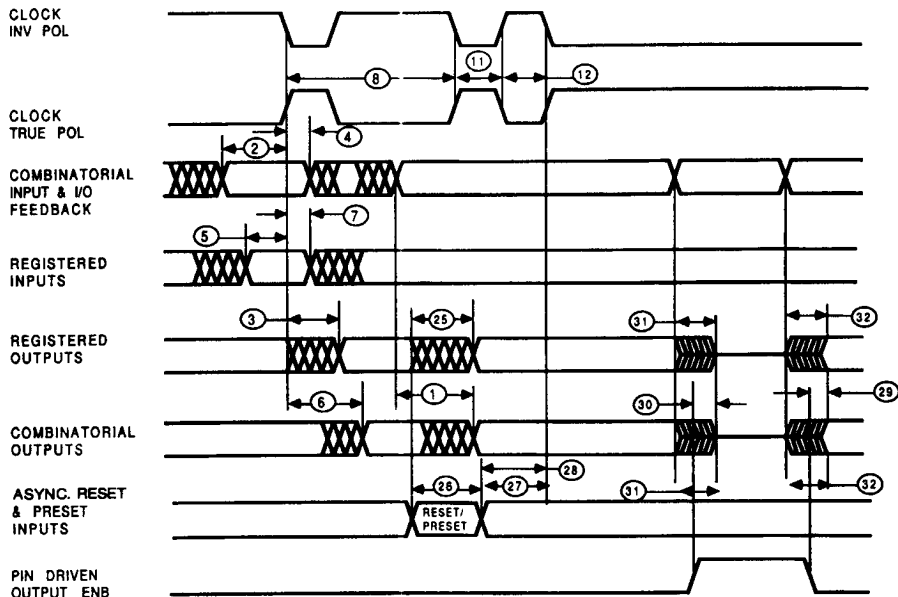 CLOCK
INV POL
8
11
12
CLOCK
TRUE POL
2
4
COMBINATORIAL
INPUT & I/O
FEEDBACK
7
5
REGISTERED
INPUTS
3
25
31
32
REGISTERED
OUTPUTS
29
6
1
30
COMBINATORIAL
OUTPUTS
28
26
27
31
32
ASYNC. RESET
& PRESET
INPUTS
RESET/
PRESET
PIN DRIVEN
OUTPUT ENB